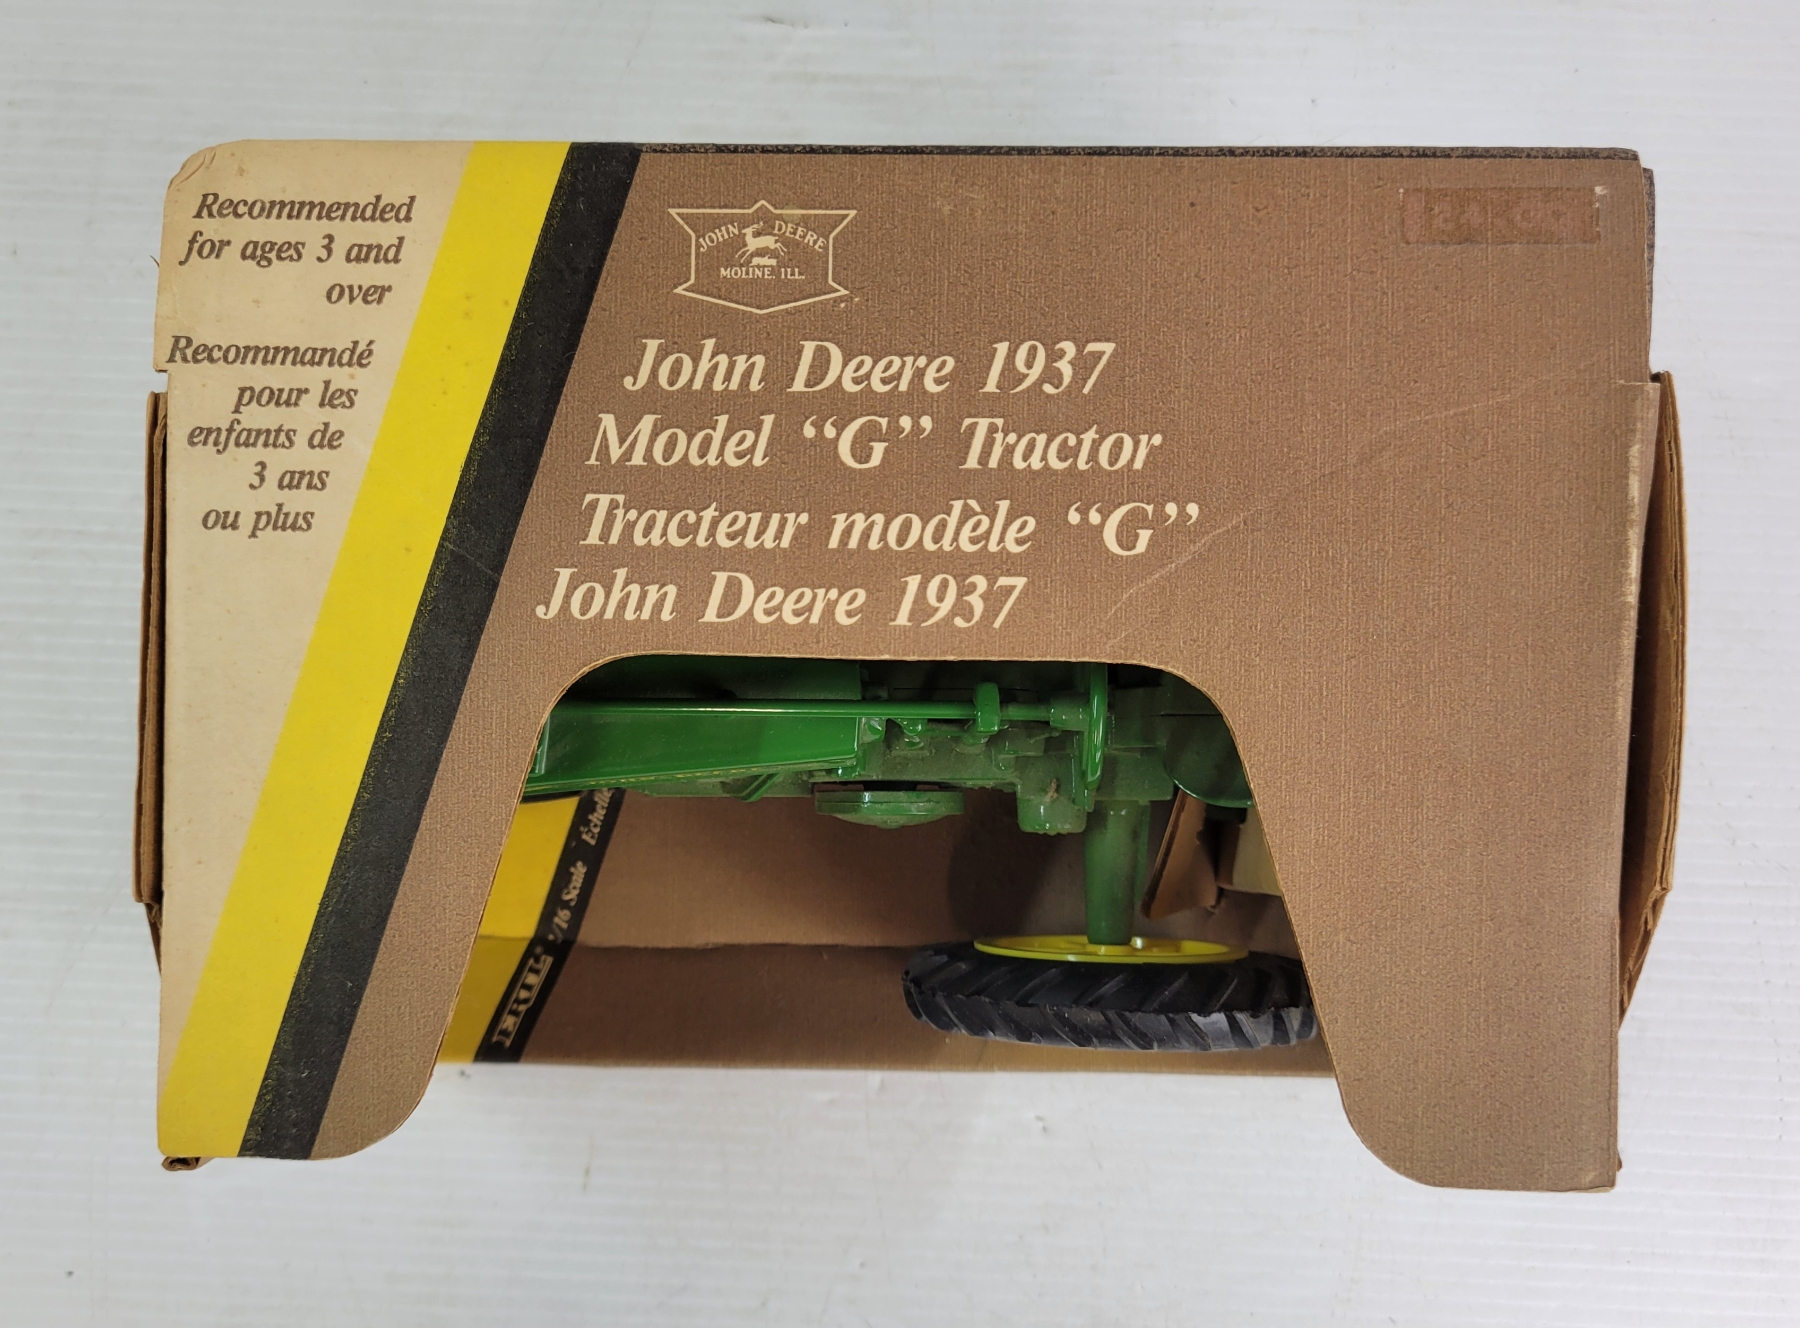 Recommended
for ages 3 and
over
Recommandé
pour les
enfants de
3 ans
ou plus
JOHN DEERE
MOLINE, ILL.
John Deere 1937
Model “G” Tractor
Tracteur modèle “G”
John Deere 1937
ERTL® 1/16 Scale